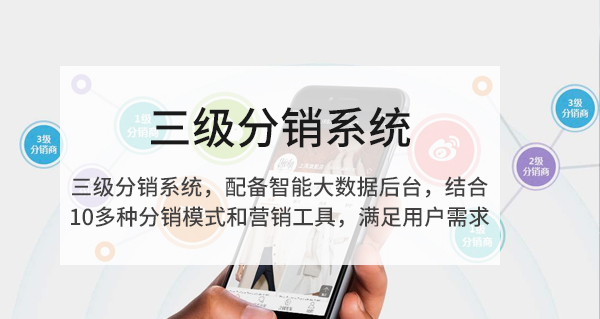 三级分销系统
三级分销系统，配备智能大数据后台，结合
10多种分销模式和营销工具，满足用户需求
1级
分销商
3级
分销商
3级
分销商
2级
分销商
分销商